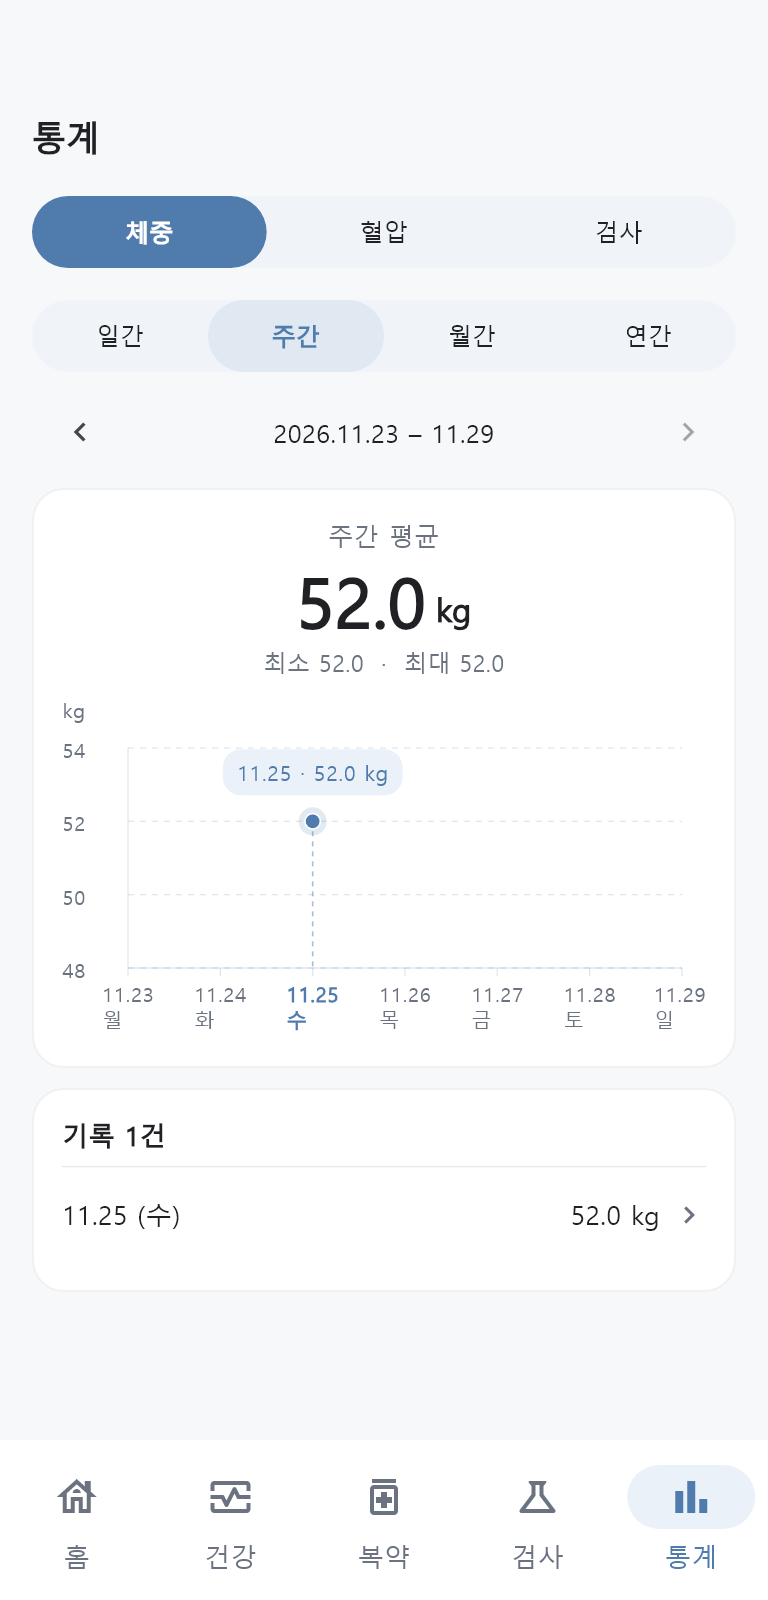 통계
체중 혈압 검사
일간 주간 월간 연간
2026.11.23 – 11.29
주간 평균
52.0 kg
최소 52.0 · 최대 52.0
kg
54
11.25 · 52.0 kg
52
50
48
11.23 11.24 11.25 11.26 11.27 11.28 11.29
월 화 수 목 금 토 일
기록 1건
11.25 (수) 52.0 kg
홈 건강 복약 검사 통계